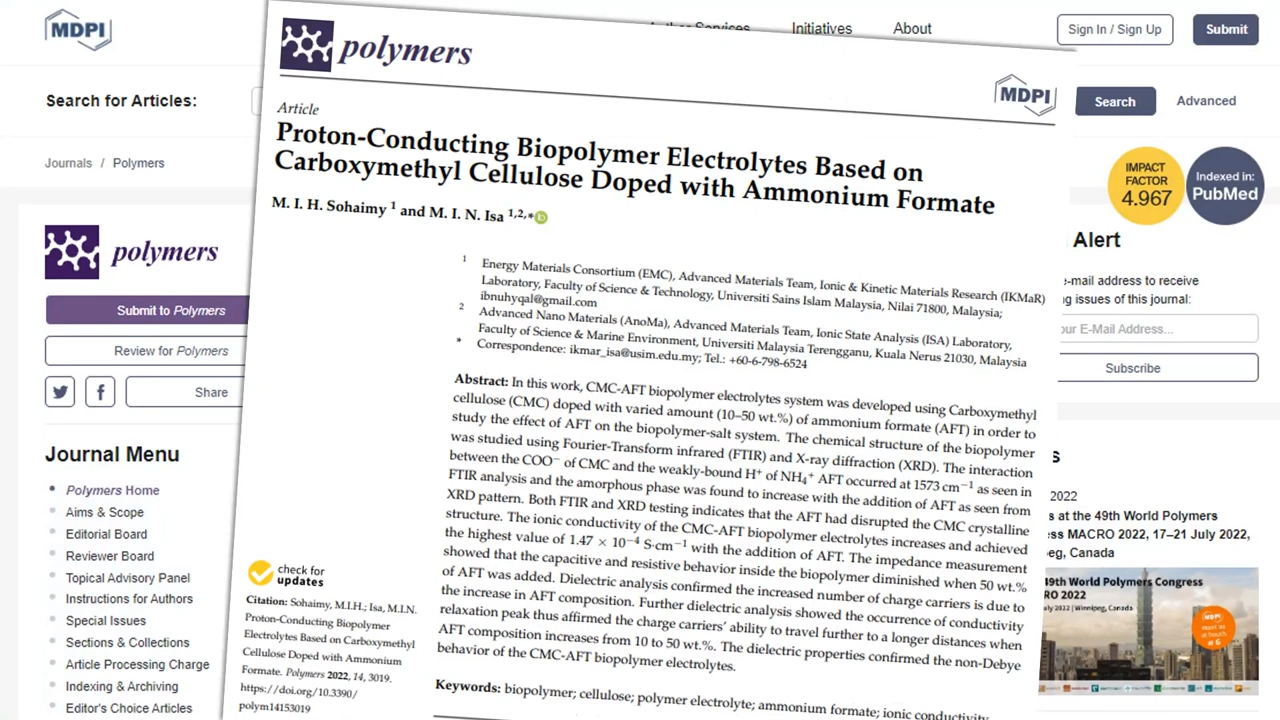 MDPI
Initiatives
About
Sign In / Sign Up
Submit
Search for Articles:
Search
Advanced
Journals / Polymers
polymers
Submit to Polymers
Review for Polymers
Share
Journal Menu
Polymers Home
Aims & Scope
Editorial Board
Reviewer Board
Topical Advisory Panel
Instructions for Authors
Special Issues
Sections & Collections
Article Processing Charge
Indexing & Archiving
Editor's Choice Articles
polymers
MDPI
Article
Proton-Conducting Biopolymer Electrolytes Based on
Carboxymethyl Cellulose Doped with Ammonium Formate
M. I. H. Sohaimy 1 and M. I. N. Isa 1,2,*
1 Energy Materials Consortium (EMC), Advanced Materials Team, Ionic & Kinetic Materials Research (IKMaR)
Laboratory, Faculty of Science & Technology, Universiti Sains Islam Malaysia, Nilai 71800, Malaysia;
ibnuhyqal@gmail.com
2 Advanced Nano Materials (AnoMa), Advanced Materials Team, Ionic State Analysis (ISA) Laboratory,
Faculty of Science & Marine Environment, Universiti Malaysia Terengganu, Kuala Nerus 21030, Malaysia
* Correspondence: ikmar_isa@usim.edu.my; Tel.: +60-6-798-6524
Abstract: In this work, CMC-AFT biopolymer electrolytes system was developed using Carboxymethyl
cellulose (CMC) doped with varied amount (10–50 wt.%) of ammonium formate (AFT) in order to
study the effect of AFT on the biopolymer-salt system. The chemical structure of the biopolymer
was studied using Fourier-Transform infrared (FTIR) and X-ray diffraction (XRD). The interaction
between the COO⁻ of CMC and the weakly-bound H⁺ of NH₄⁺ AFT occurred at 1573 cm⁻¹ as seen in
FTIR analysis and the amorphous phase was found to increase with the addition of AFT as seen from
XRD pattern. Both FTIR and XRD testing indicates that the AFT had disrupted the CMC crystalline
structure. The ionic conductivity of the CMC-AFT biopolymer electrolytes increases and achieved
the highest value of 1.47 × 10⁻⁴ S·cm⁻¹ with the addition of AFT. The impedance measurement
showed that the capacitive and resistive behavior inside the biopolymer diminished when 50 wt.%
of AFT was added. Dielectric analysis confirmed the increased number of charge carriers is due to
the increase in AFT composition. Further dielectric analysis showed the occurrence of conductivity
relaxation peak thus affirmed the charge carriers' ability to travel further to a longer distances when
AFT composition increases from 10 to 50 wt.%. The dielectric properties confirmed the non-Debye
behavior of the CMC-AFT biopolymer electrolytes.
Keywords: biopolymer; cellulose; polymer electrolyte; ammonium formate; ionic conductivity
check for
updates
Citation: Sohaimy, M.I.H.; Isa, M.I.N.
Proton-Conducting Biopolymer
Electrolytes Based on Carboxymethyl
Cellulose Doped with Ammonium
Formate. Polymers 2022, 14, 3019.
https://doi.org/10.3390/
polym14153019
IMPACT
FACTOR
4.967
Indexed in:
PubMed
Alert
e-mail address to receive
ng issues of this journal:
our E-Mail Address...
Subscribe
s
2022
s at the 49th World Polymers
ess MACRO 2022, 17–21 July 2022,
eg, Canada
49th World Polymers Congress
RO 2022
uly 2022 | Winnipeg, Canada
MDPI